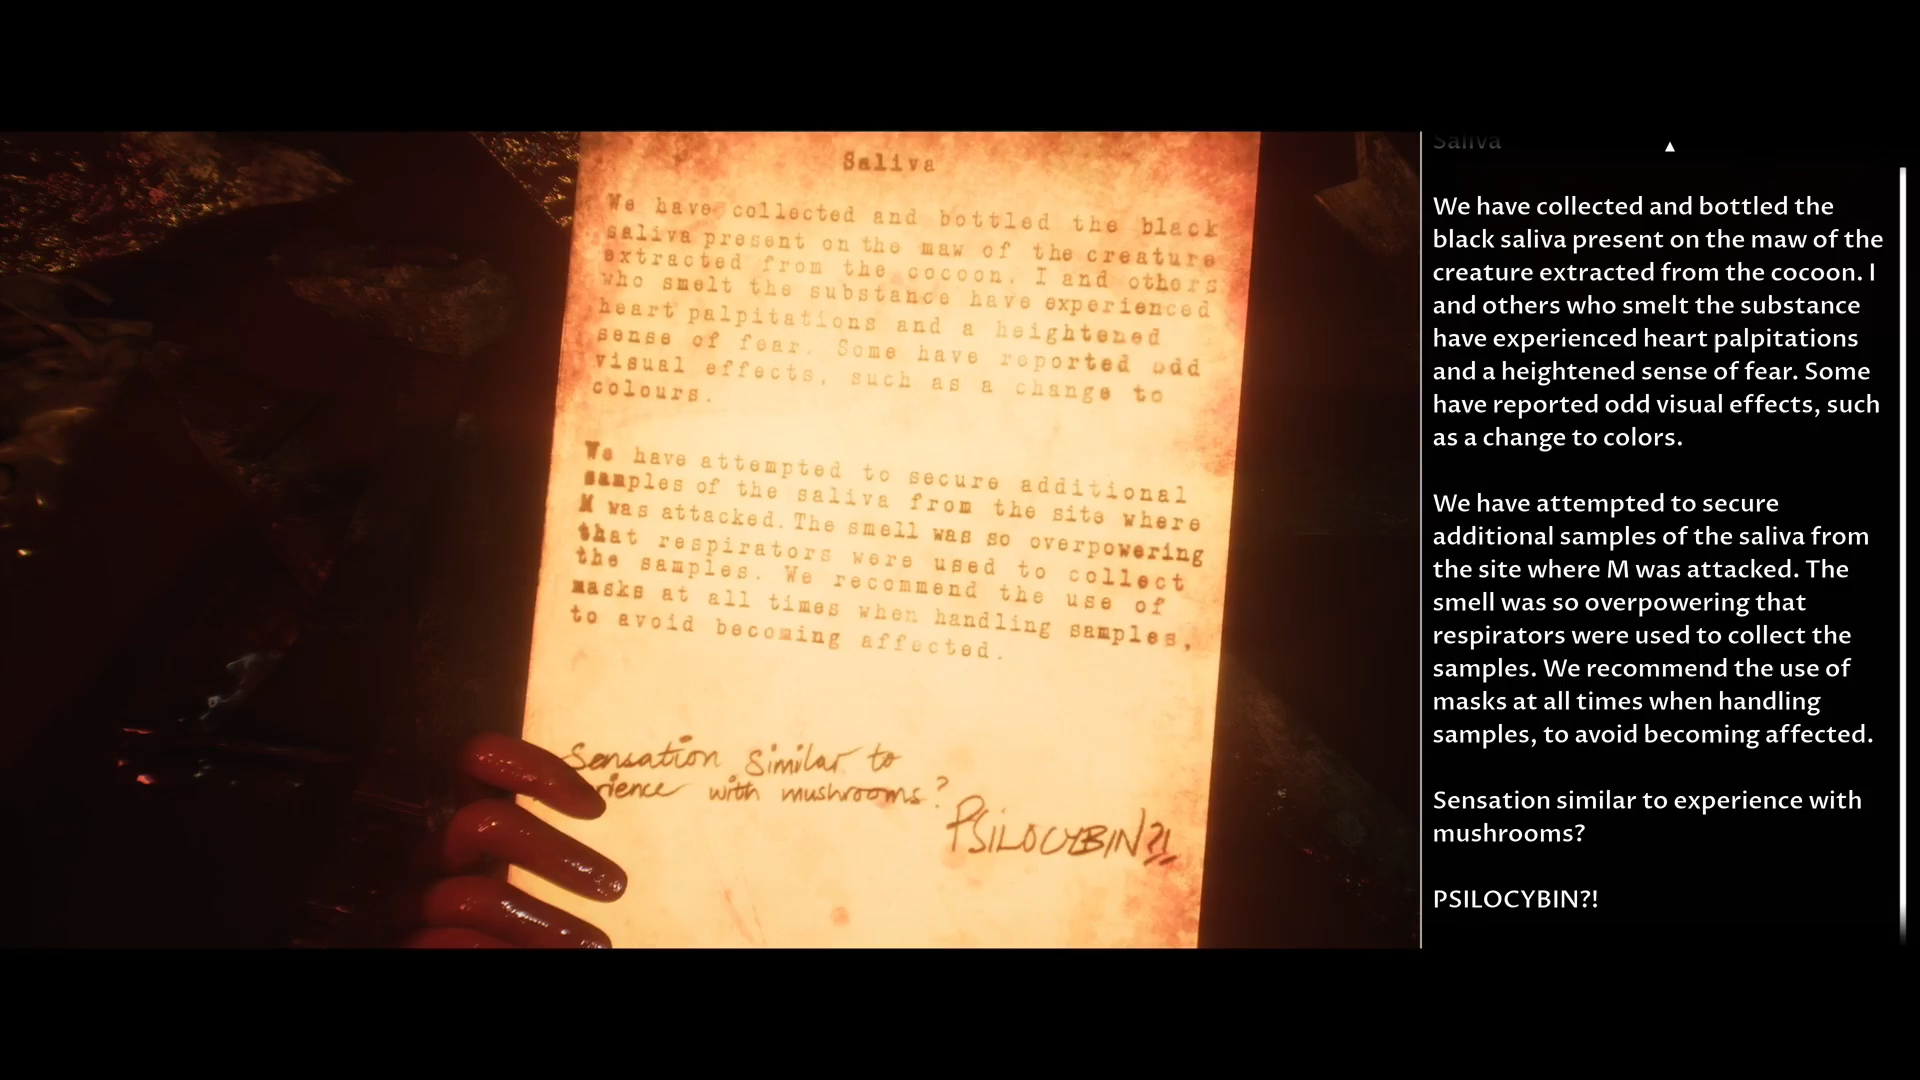 Saliva
We have collected and bottled the black
saliva present on the maw of the creature
extracted from the cocoon. I and others
who smelt the substance have experienced
heart palpitations and a heightened
sense of fear. Some have reported odd
visual effects, such as a change to
colours.
We have attempted to secure additional
samples of the saliva from the site where
M was attacked. The smell was so overpowering
that respirators were used to collect
the samples. We recommend the use of
masks at all times when handling samples,
to avoid becoming affected.
Sensation similar to
rience with mushrooms?
PSILOCYBIN?!
Saliva
We have collected and bottled the
black saliva present on the maw of the
creature extracted from the cocoon. I
and others who smelt the substance
have experienced heart palpitations
and a heightened sense of fear. Some
have reported odd visual effects, such
as a change to colors.
We have attempted to secure
additional samples of the saliva from
the site where M was attacked. The
smell was so overpowering that
respirators were used to collect the
samples. We recommend the use of
masks at all times when handling
samples, to avoid becoming affected.
Sensation similar to experience with
mushrooms?
PSILOCYBIN?!